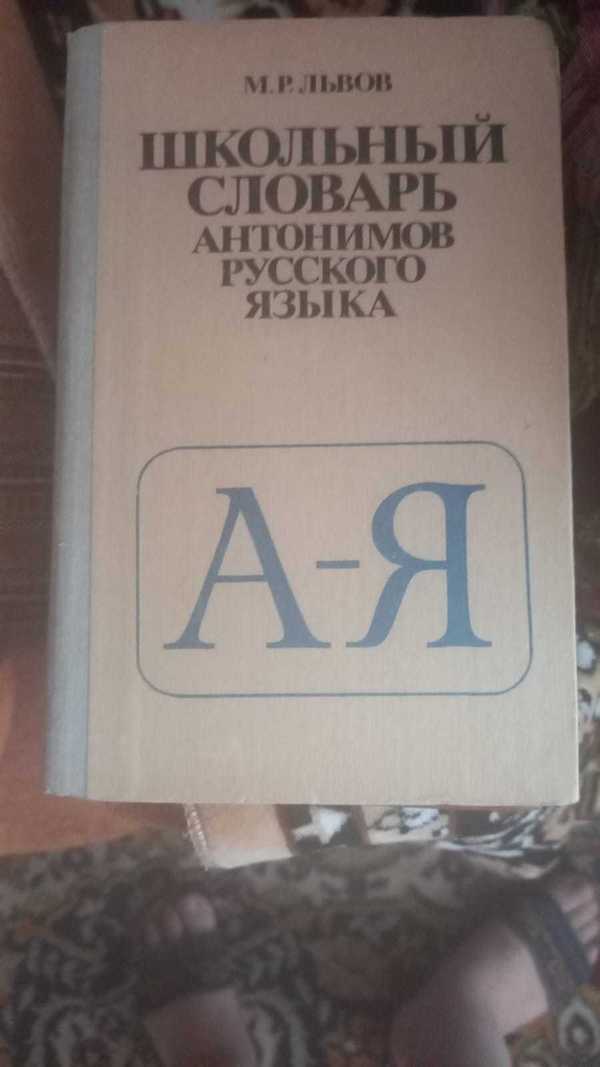 М. Р. ЛЬВОВ
ШКОЛЬНЫЙ
СЛОВАРЬ
АНТОНИМОВ
РУССКОГО
ЯЗЫКА
А-Я